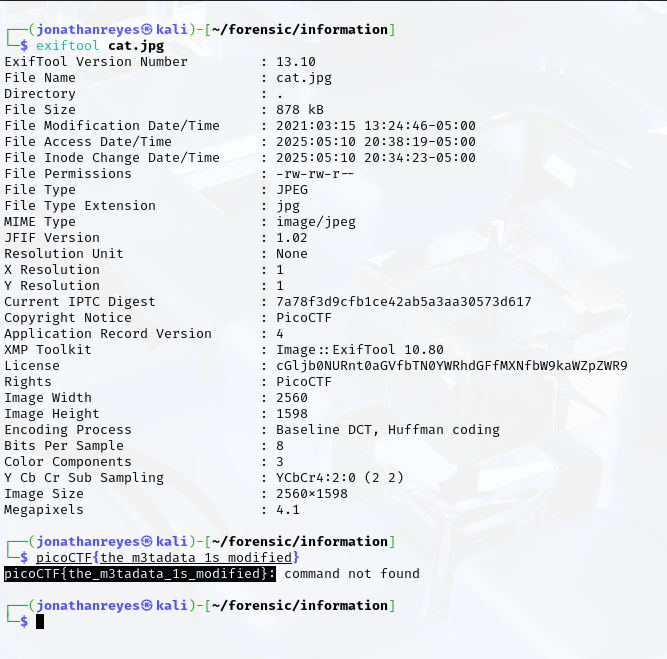 ┌──(jonathanreyes㉿kali)-[~/forensic/information]
└─$ exiftool cat.jpg
ExifTool Version Number         : 13.10
File Name                       : cat.jpg
Directory                       : .
File Size                       : 878 kB
File Modification Date/Time     : 2021:03:15 13:24:46-05:00
File Access Date/Time           : 2025:05:10 20:38:19-05:00
File Inode Change Date/Time     : 2025:05:10 20:34:23-05:00
File Permissions                : -rw-rw-r--
File Type                       : JPEG
File Type Extension             : jpg
MIME Type                       : image/jpeg
JFIF Version                    : 1.02
Resolution Unit                 : None
X Resolution                    : 1
Y Resolution                    : 1
Current IPTC Digest             : 7a78f3d9cfb1ce42ab5a3aa30573d617
Copyright Notice                : PicoCTF
Application Record Version      : 4
XMP Toolkit                     : Image::ExifTool 10.80
License                         : cGljb0NURnt0aGVfbTN0YWRhdGFfMXNfbW9kaWZpZWR9
Rights                          : PicoCTF
Image Width                     : 2560
Image Height                    : 1598
Encoding Process                : Baseline DCT, Huffman coding
Bits Per Sample                 : 8
Color Components                : 3
Y Cb Cr Sub Sampling            : YCbCr4:2:0 (2 2)
Image Size                      : 2560×1598
Megapixels                      : 4.1
┌──(jonathanreyes㉿kali)-[~/forensic/information]
└─$ picoCTF{the_m3tadata_1s_modified}
picoCTF{the_m3tadata_1s_modified}: command not found
┌──(jonathanreyes㉿kali)-[~/forensic/information]
└─$